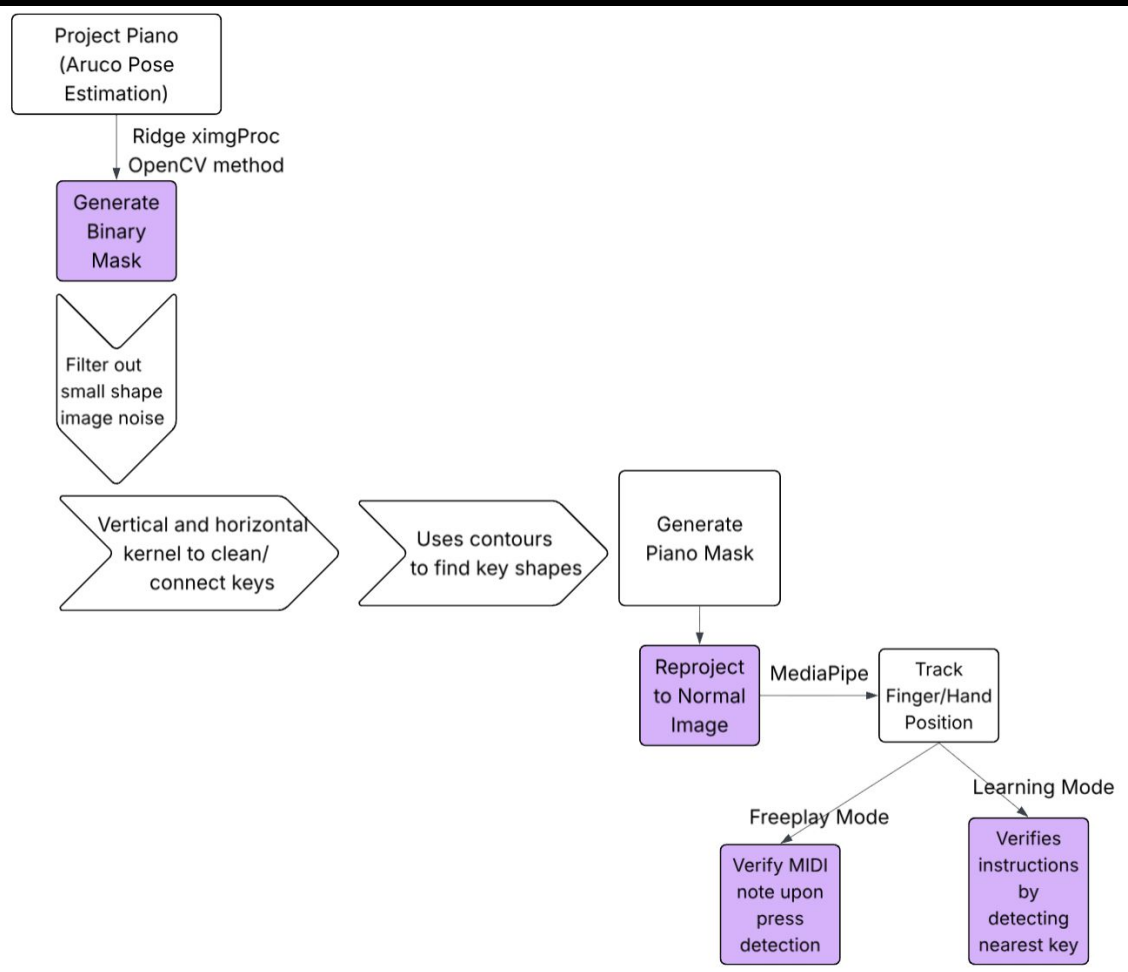 Project Piano
(Aruco Pose
Estimation)
Ridge ximgProc
OpenCV method
Generate
Binary
Mask
Filter out
small shape
image noise
Vertical and horizontal
kernel to clean/
connect keys
Uses contours
to find key shapes
Generate
Piano Mask
Reproject
to Normal
Image
MediaPipe
Track
Finger/Hand
Position
Freeplay Mode
Learning Mode
Verify MIDI
note upon
press
detection
Verifies
instructions
by
detecting
nearest key